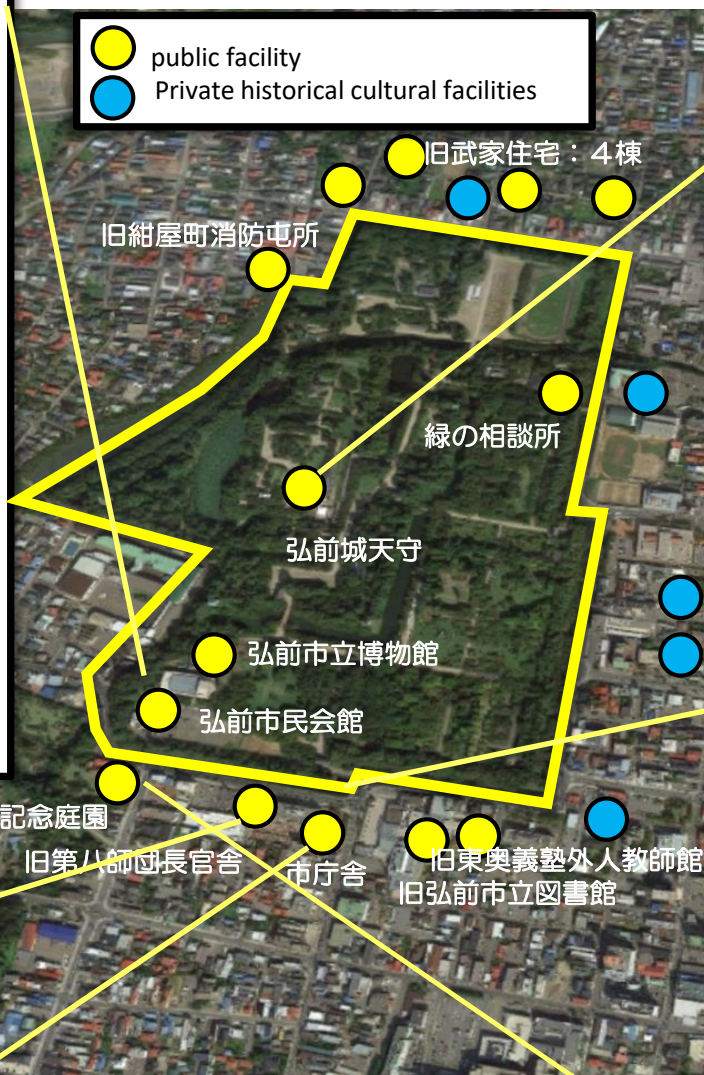 public facility
Private historical cultural facilities
旧武家住宅：４棟
旧紺屋町消防屯所
緑の相談所
弘前城天守
弘前市立博物館
弘前市民会館
記念庭園
旧第八師団長官舎
市庁舎
旧東奥義塾外人教師館
旧弘前市立図書館